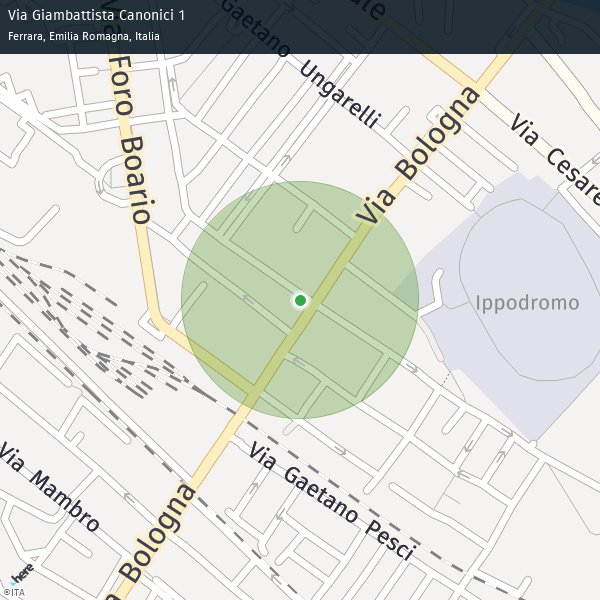 Via Giambattista Canonici 1
Ferrara, Emilia Romagna, Italia
Gaetano Ungarelli
Foro Boario
Via Bologna
Via Cesare
Ippodromo
Via Gaetano Pesci
Via Mambro
Bologna
here
©ITA